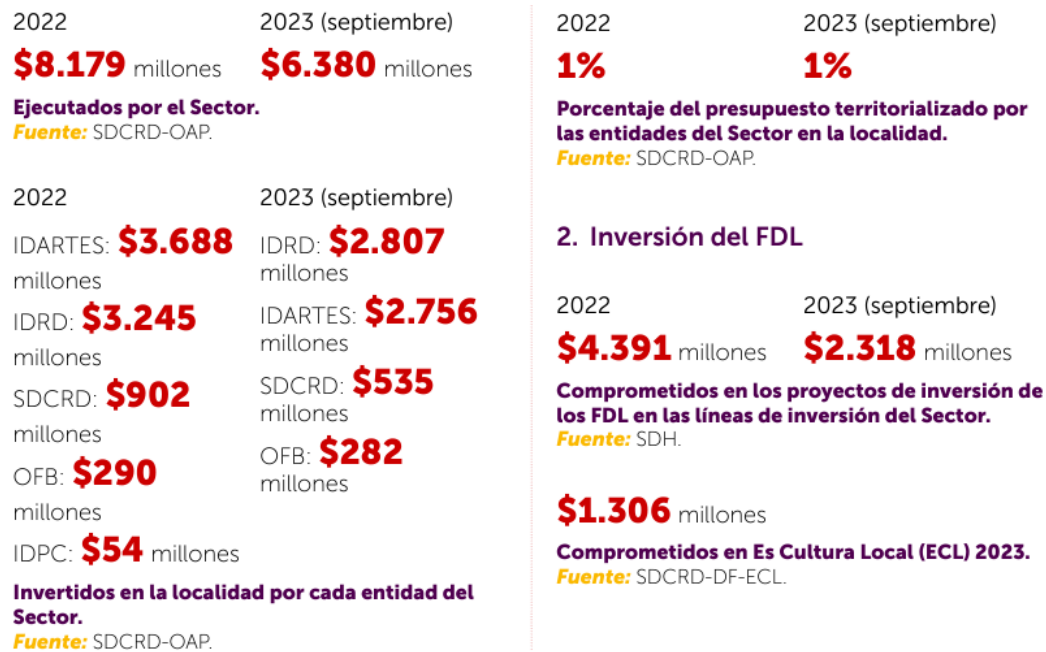 2022
2023 (septiembre)
$8.179 millones
$6.380 millones
Ejecutados por el Sector.
Fuente: SDCRD-OAP.
2022
2023 (septiembre)
IDARTES: $3.688
millones
IDRD: $3.245
millones
SDCRD: $902
millones
OFB: $290
millones
IDPC: $54 millones
IDRD: $2.807
millones
IDARTES: $2.756
millones
SDCRD: $535
millones
OFB: $282
millones
Invertidos en la localidad por cada entidad del
Sector.
Fuente: SDCRD-OAP.
2022
2023 (septiembre)
1%
1%
Porcentaje del presupuesto territorializado por
las entidades del Sector en la localidad.
Fuente: SDCRD-OAP.
2. Inversión del FDL
2022
2023 (septiembre)
$4.391 millones
$2.318 millones
Comprometidos en los proyectos de inversión de
los FDL en las líneas de inversión del Sector.
Fuente: SDH.
$1.306 millones
Comprometidos en Es Cultura Local (ECL) 2023.
Fuente: SDCRD-DF-ECL.